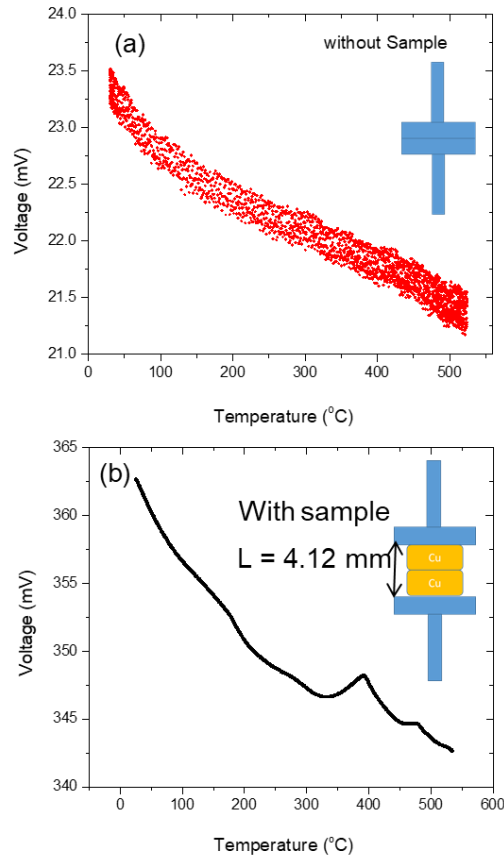 24.0
(a)
without Sample
23.5
23.0
22.5
22.0
21.5
21.0
Voltage (mV)
0 100 200 300 400 500
Temperature (°C)
365
(b)
360
With sample
L = 4.12 mm
Cu
Cu
355
350
345
340
Voltage (mV)
0 100 200 300 400 500 600
Temperature (°C)